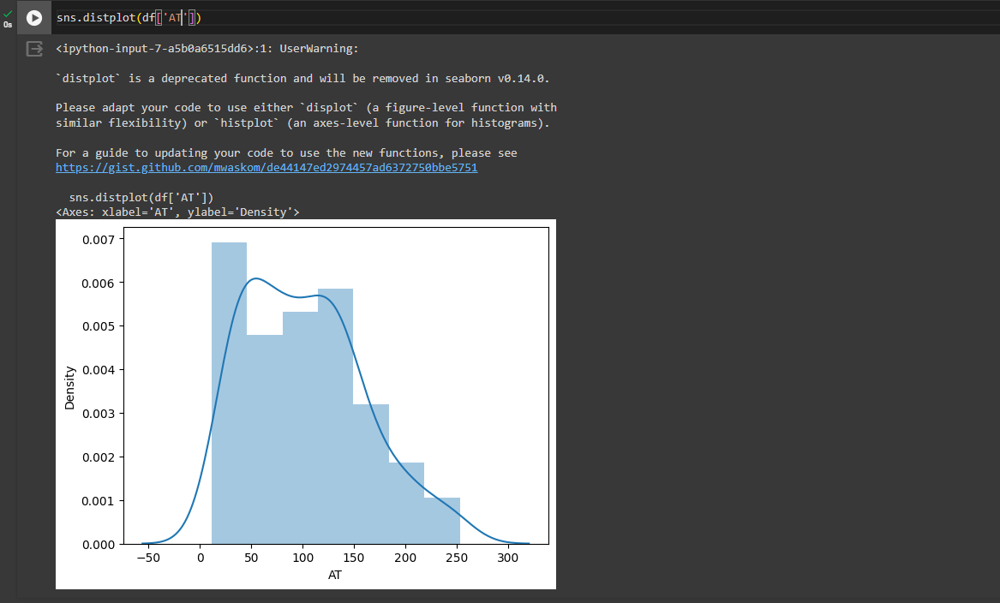 sns.distplot(df['AT'])
0s
<ipython-input-7-a5b0a6515dd6>:1: UserWarning:
`distplot` is a deprecated function and will be removed in seaborn v0.14.0.
Please adapt your code to use either `displot` (a figure-level function with
similar flexibility) or `histplot` (an axes-level function for histograms).
For a guide to updating your code to use the new functions, please see
https://gist.github.com/mwaskom/de44147ed2974457ad6372750bbe5751
sns.distplot(df['AT'])
<Axes: xlabel='AT', ylabel='Density'>
0.007
0.006
0.005
0.004
0.003
0.002
0.001
0.000
Density
−50 0 50 100 150 200 250 300
AT